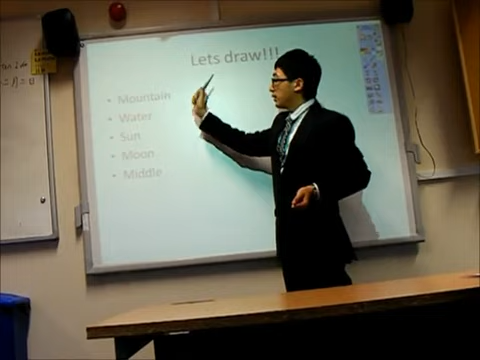 Lets draw!!!
• Mountain
• Water
• Sun
• Moon
• Middle